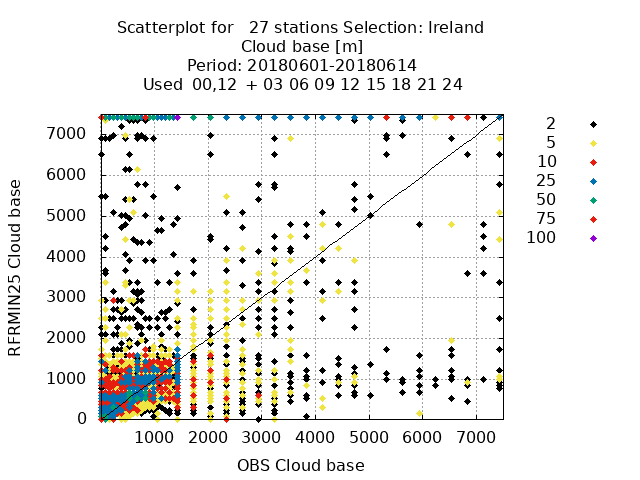 Scatterplot for   27 stations Selection: Ireland
Cloud base [m]
Period: 20180601-20180614
Used  00,12  + 03 06 09 12 15 18 21 24
RFRMIN25 Cloud base
7000
6000
5000
4000
3000
2000
1000
0
1000 2000 3000 4000 5000 6000 7000
OBS Cloud base
2
5
10
25
50
75
100